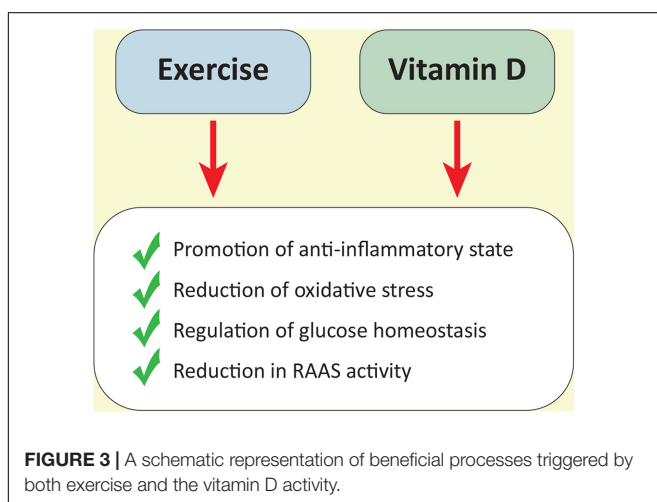 Exercise Vitamin D
Promotion of anti-inflammatory state
Reduction of oxidative stress
Regulation of glucose homeostasis
Reduction in RAAS activity
FIGURE 3 | A schematic representation of beneficial processes triggered by
both exercise and the vitamin D activity.